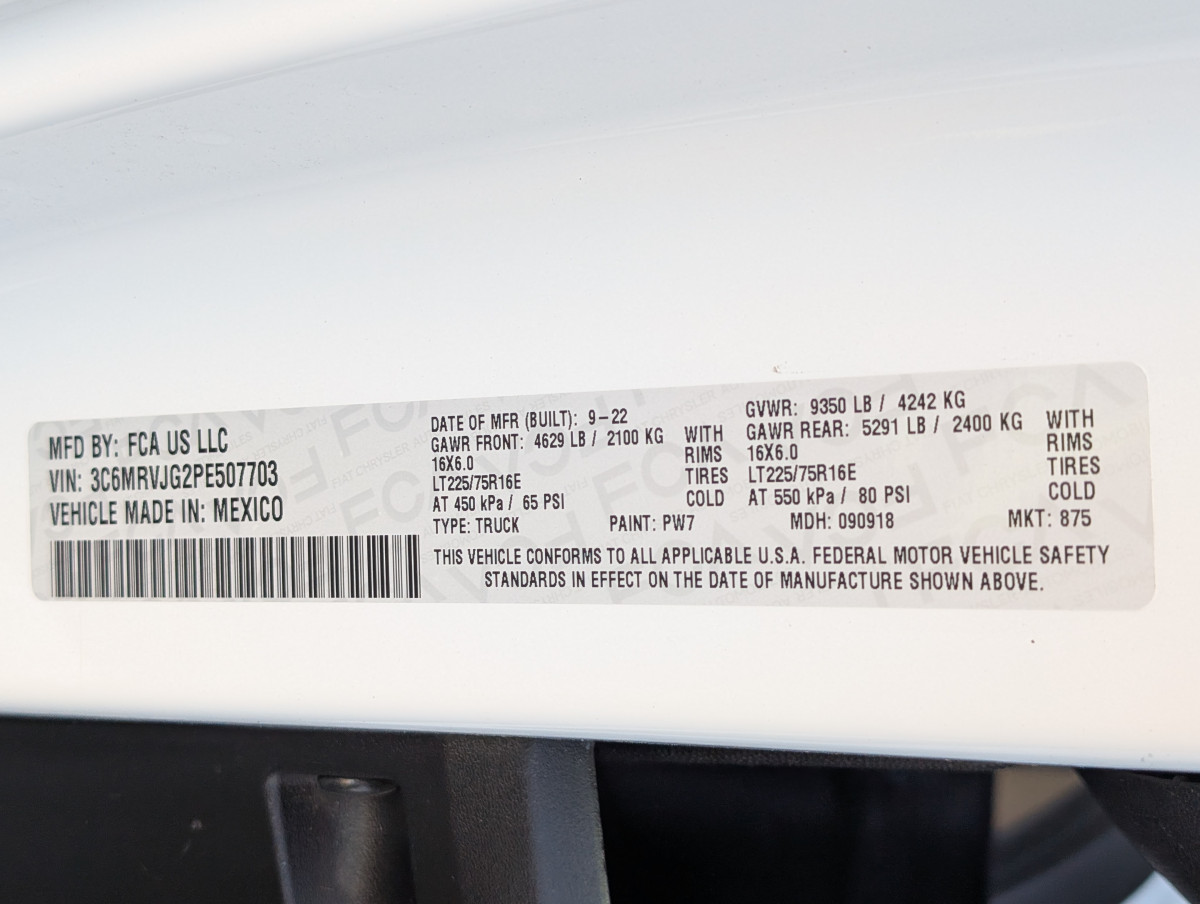 MFD BY: FCA US LLC
VIN: 3C6MRVJG2PE507703
VEHICLE MADE IN: MEXICO
DATE OF MFR (BUILT): 9-22
GAWR FRONT: 4629 LB / 2100 KG WITH
16X6.0 RIMS
LT225/75R16E TIRES
AT 450 kPa / 65 PSI COLD
GVWR: 9350 LB / 4242 KG
GAWR REAR: 5291 LB / 2400 KG WITH
16X6.0 RIMS
LT225/75R16E TIRES
AT 550 kPa / 80 PSI COLD
TYPE: TRUCK PAINT: PW7 MDH: 090918 MKT: 875
THIS VEHICLE CONFORMS TO ALL APPLICABLE U.S.A. FEDERAL MOTOR VEHICLE SAFETY
STANDARDS IN EFFECT ON THE DATE OF MANUFACTURE SHOWN ABOVE.